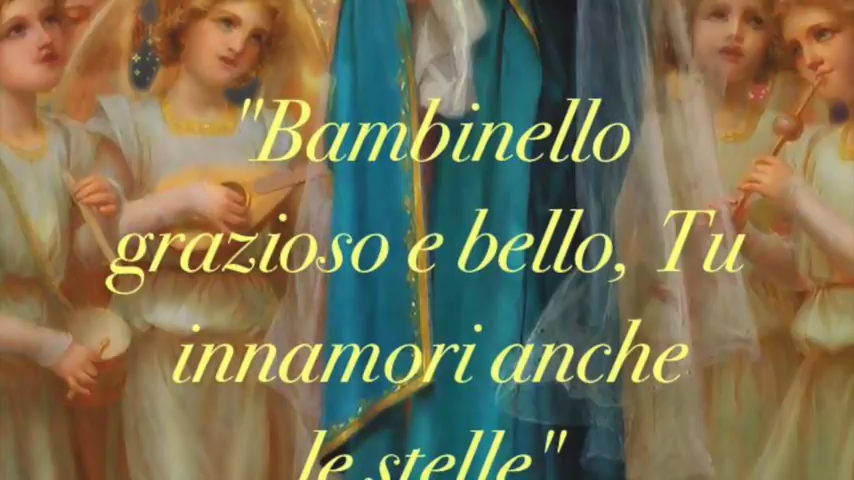 "Bambinello
grazioso e bello, Tu
innamori anche
le stelle"